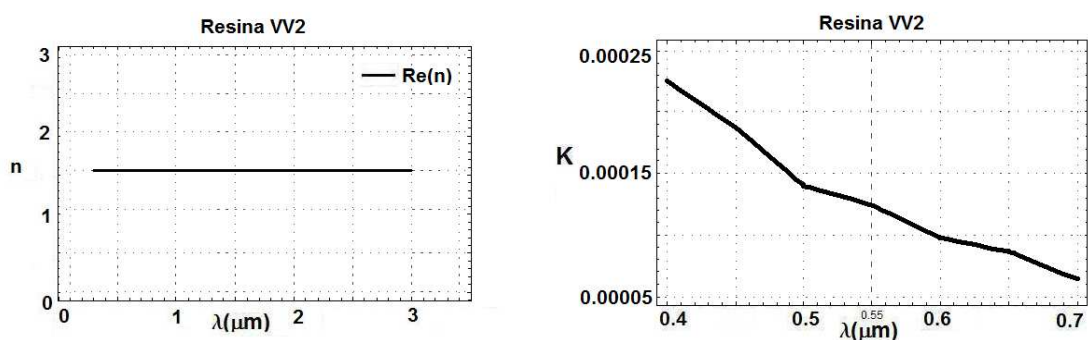 Resina VV2
3
2
1
0
n
Re(n)
0 1 2 3
λ(μm)
Resina VV2
0.00025
0.00015
0.00005
K
0.4 0.5 0.55 0.6 0.7
λ(μm)